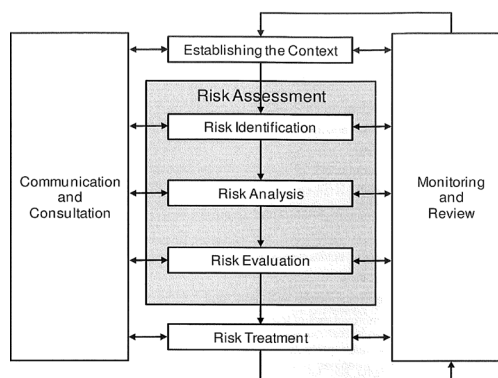 Establishing the Context
Risk Assessment
Risk Identification
Communication
and
Consultation
Risk Analysis
Monitoring
and
Review
Risk Evaluation
Risk Treatment